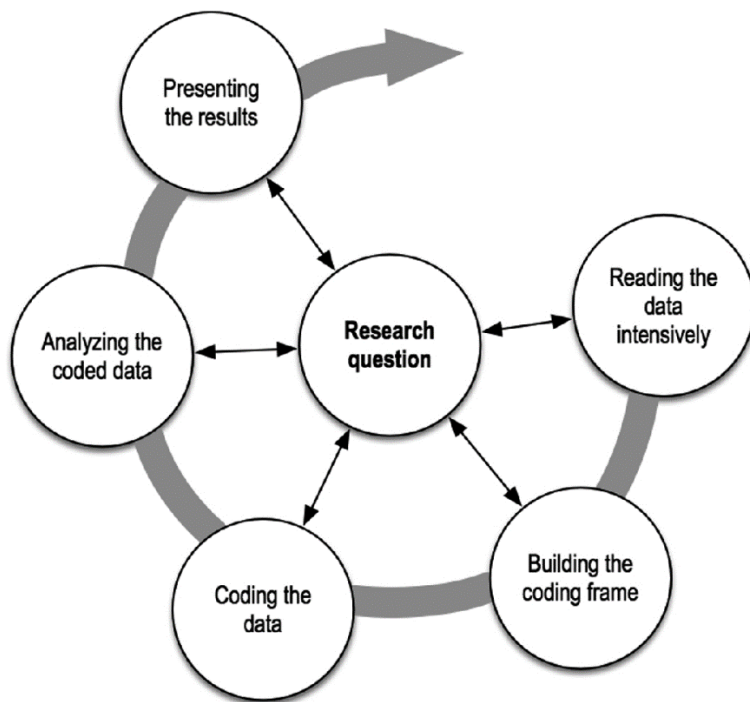 Presenting
the results
Reading the
data
intensively
Research
question
Analyzing the
coded data
Building the
coding frame
Coding the
data